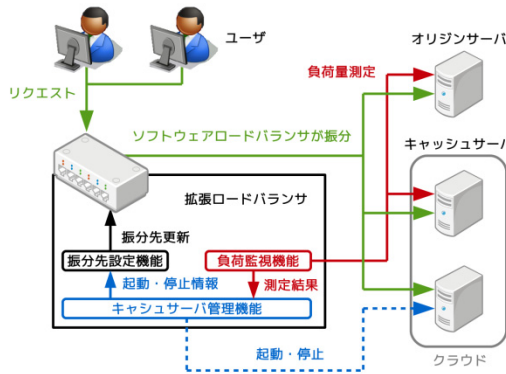 ユーザ
オリジンサーバ
リクエスト
負荷量測定
ソフトウェアロードバランサが振分
キャッシュサーバ
拡張ロードバランサ
振分先更新
振分先設定機能
負荷監視機能
起動・停止情報
測定結果
キャシュサーバ管理機能
起動・停止
クラウド